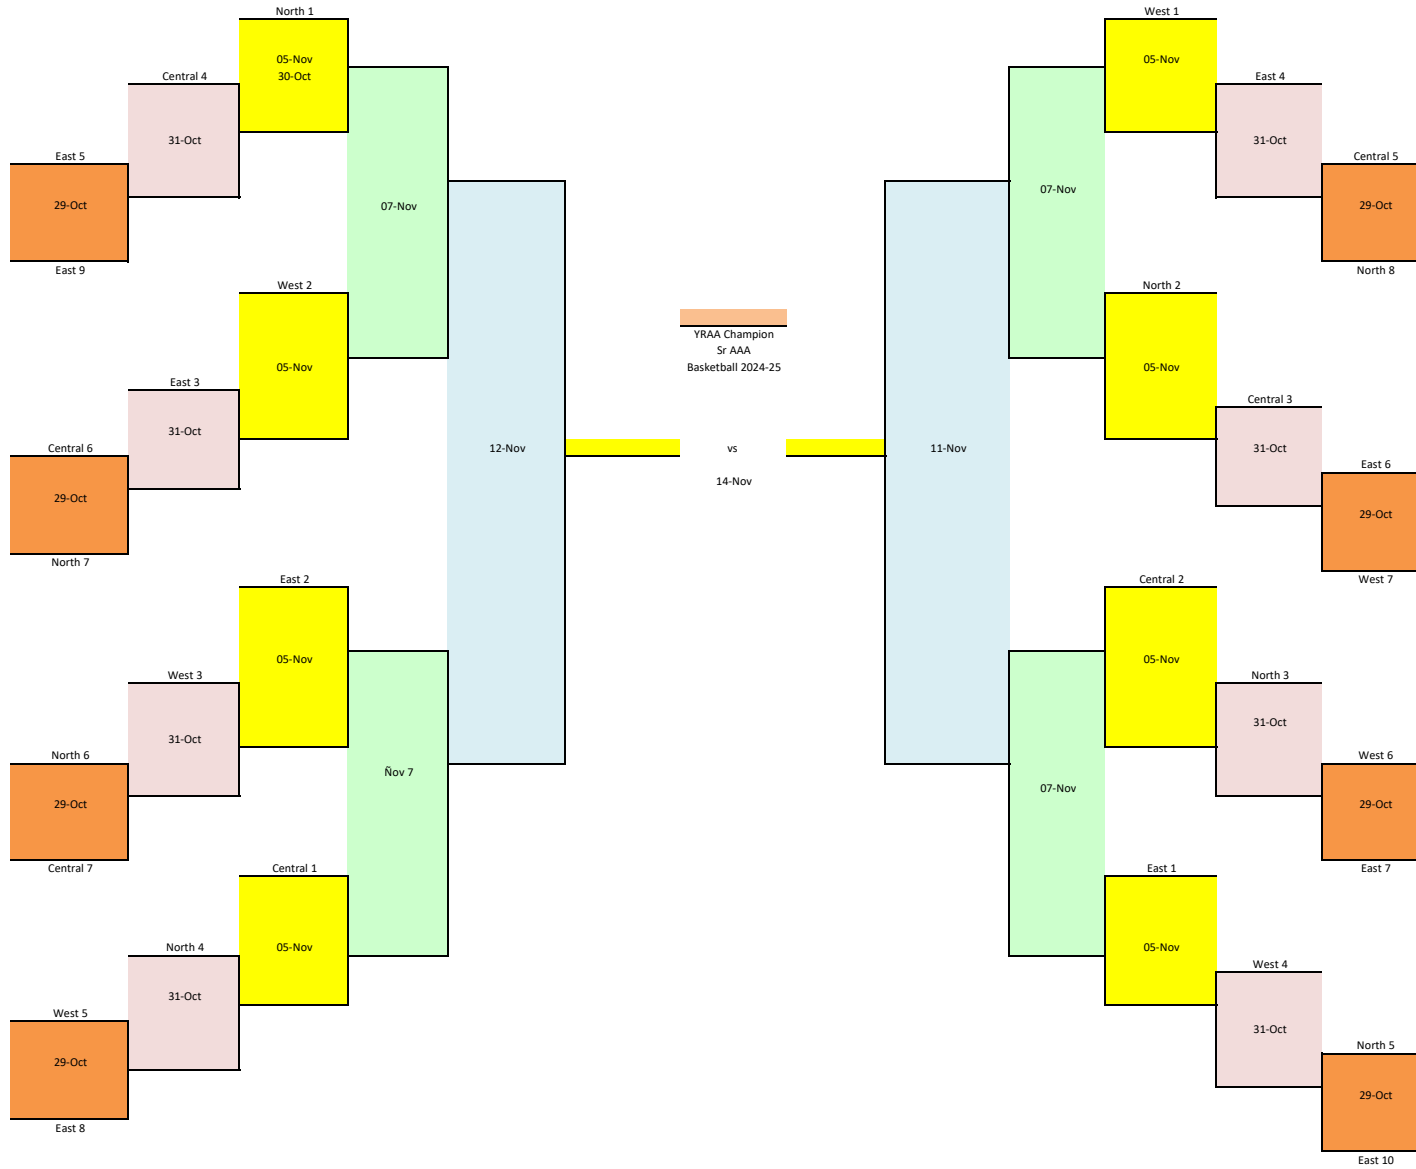 North 1
05-Nov
30-Oct
Central 4
31-Oct
East 5
29-Oct
East 9
07-Nov
West 2
05-Nov
East 3
31-Oct
Central 6
29-Oct
North 7
12-Nov
East 2
05-Nov
West 3
31-Oct
North 6
29-Oct
Central 7
Ñov 7
Central 1
05-Nov
North 4
31-Oct
West 5
29-Oct
East 8
YRAA Champion
Sr AAA
Basketball 2024-25
vs
14-Nov
West 1
05-Nov
East 4
31-Oct
Central 5
29-Oct
North 8
07-Nov
North 2
05-Nov
Central 3
31-Oct
East 6
29-Oct
West 7
11-Nov
Central 2
05-Nov
North 3
31-Oct
West 6
29-Oct
East 7
07-Nov
East 1
05-Nov
West 4
31-Oct
North 5
29-Oct
East 10